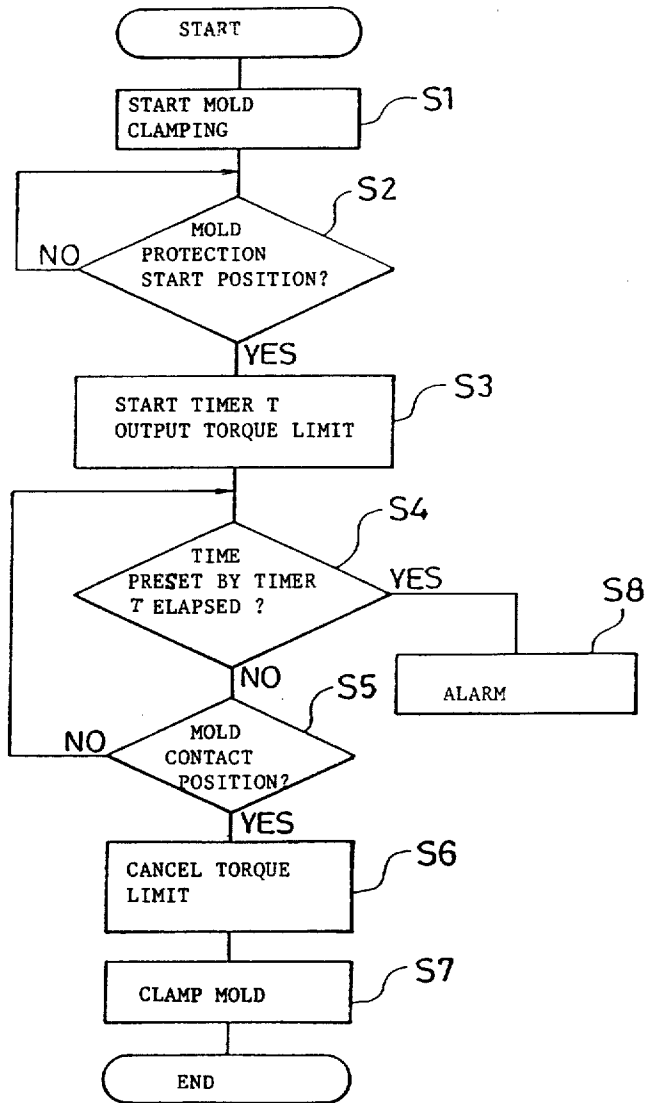 START
START MOLD
CLAMPING
S1
S2
MOLD
PROTECTION
START POSITION?
NO
YES
START TIMER T
OUTPUT TORQUE LIMIT
S3
S4
TIME
PRESET BY TIMER
T ELAPSED ?
YES
S8
ALARM
NO
S5
MOLD
CONTACT
POSITION?
NO
YES
CANCEL TORQUE
LIMIT
S6
CLAMP MOLD
S7
END